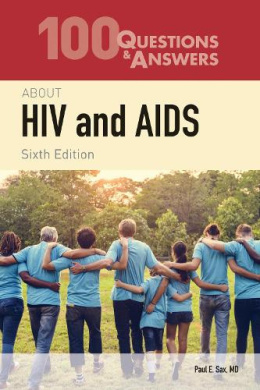 100 QUESTIONS
& ANSWERS
ABOUT
HIV and AIDS
Sixth Edition
Paul E. Sax, MD